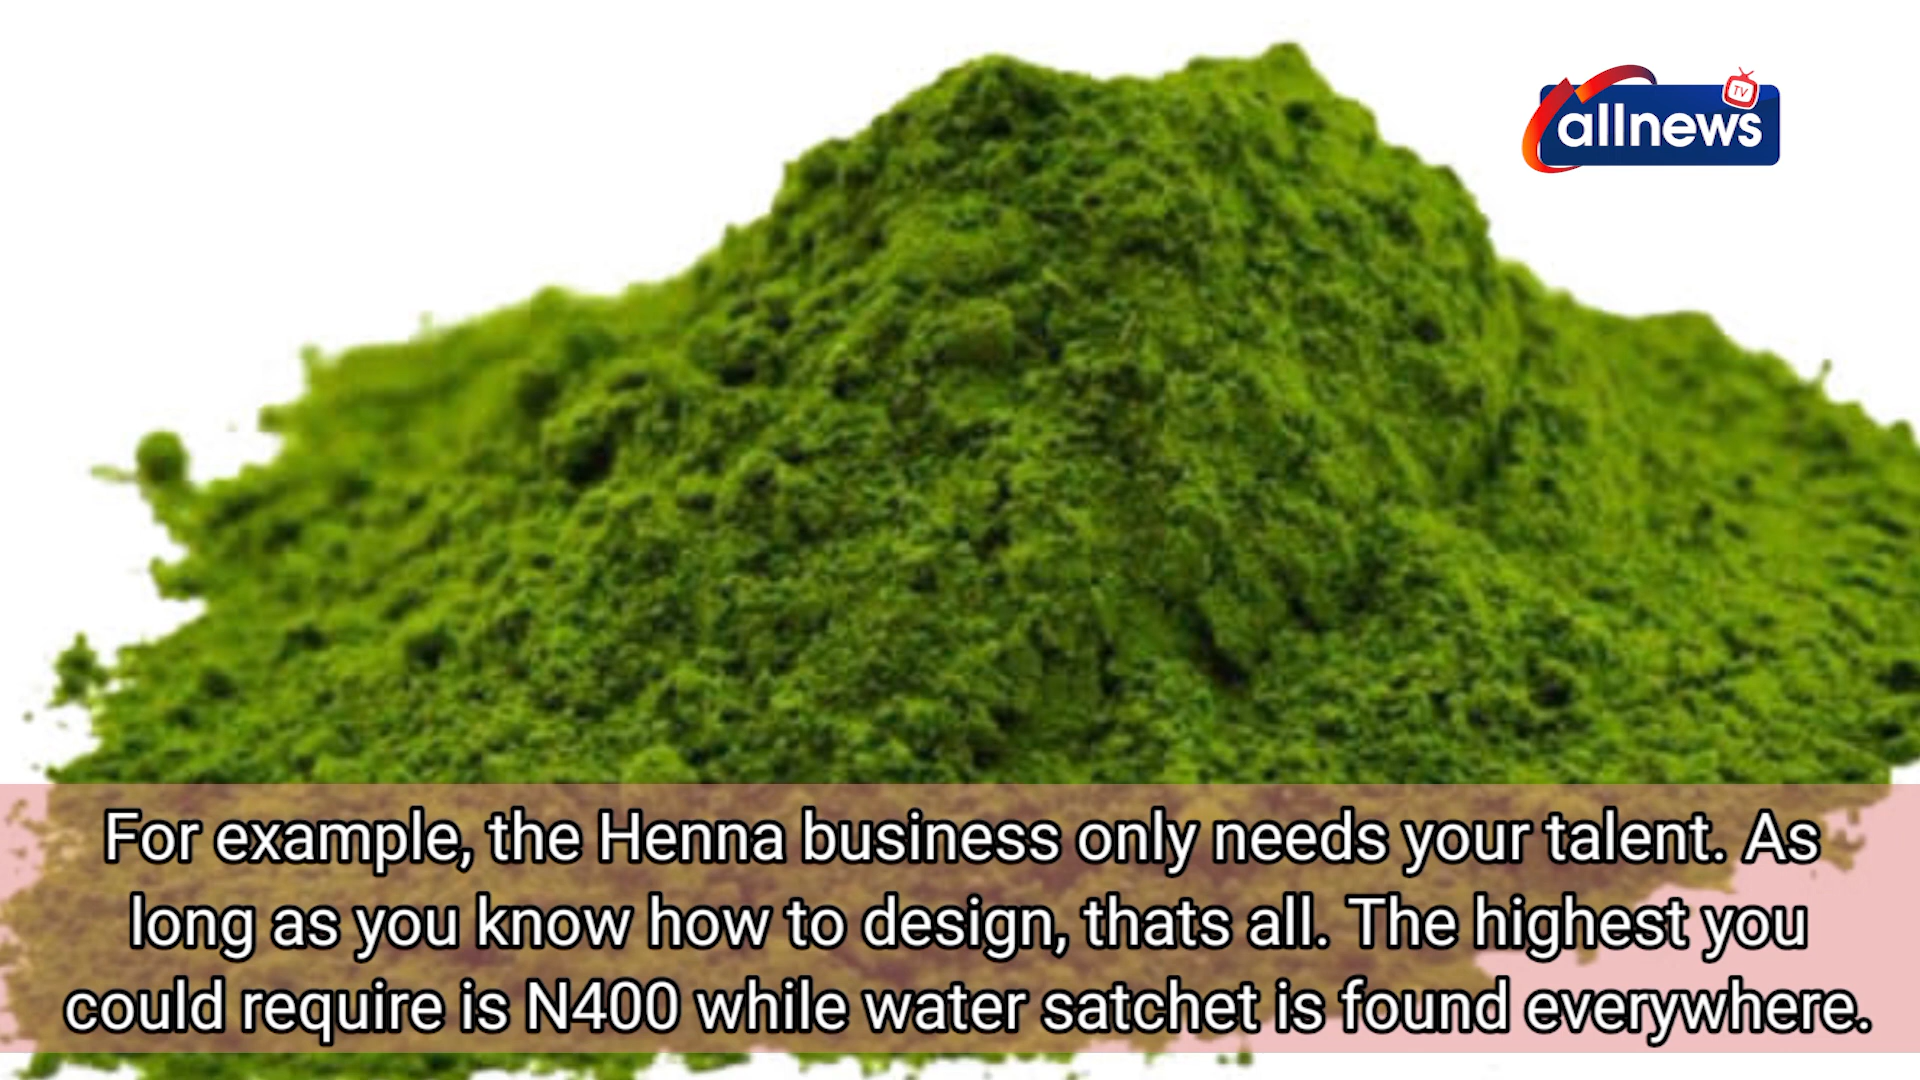 TV
allnews
For example, the Henna business only needs your talent. As
long as you know how to design, thats all. The highest you
could require is N400 while water satchet is found everywhere.